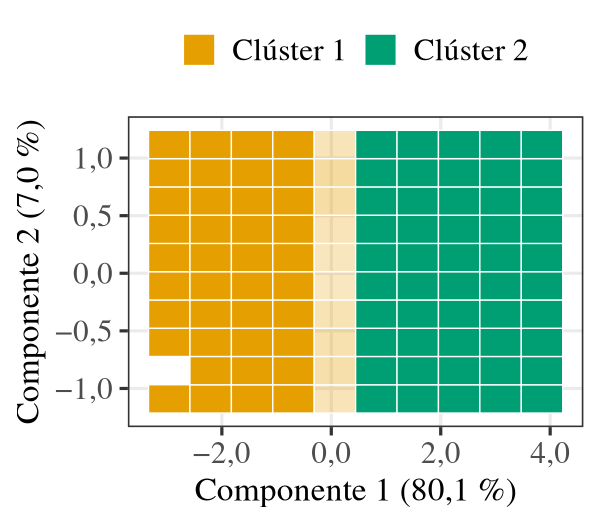 Clúster 1 Clúster 2
Componente 2 (7,0 %)
1,0
0,5
0,0
−0,5
−1,0
−2,0 0,0 2,0 4,0
Componente 1 (80,1 %)